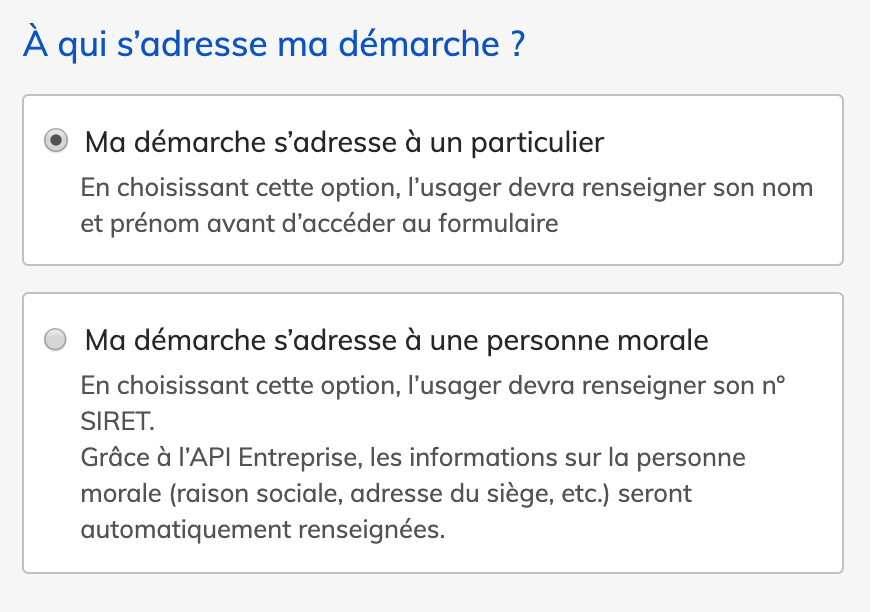 À qui s’adresse ma démarche ?
Ma démarche s’adresse à un particulier
En choisissant cette option, l’usager devra renseigner son nom
et prénom avant d’accéder au formulaire
Ma démarche s’adresse à une personne morale
En choisissant cette option, l’usager devra renseigner son nº
SIRET.
Grâce à l’API Entreprise, les informations sur la personne
morale (raison sociale, adresse du siège, etc.) seront
automatiquement renseignées.